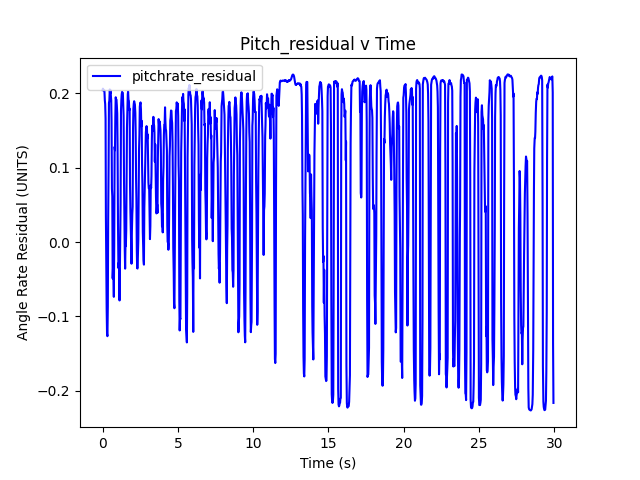 Pitch_residual v Time
pitchrate_residual
Angle Rate Residual (UNITS)
0.2
0.1
0.0
−0.1
−0.2
0 5 10 15 20 25 30
Time (s)